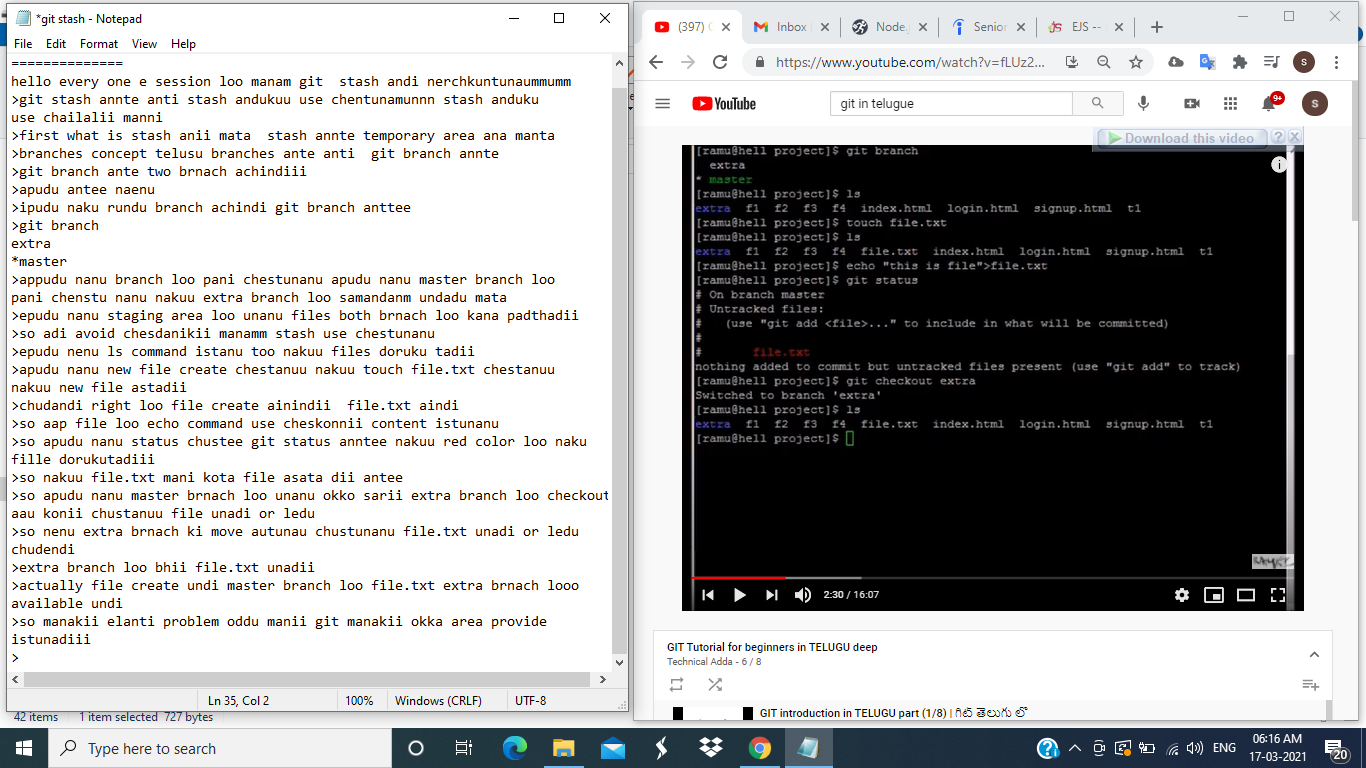 *git stash - Notepad
File Edit Format View Help
==============
hello every one e session loo manam git  stash andi nerchkuntunaummumm
>git stash annte anti stash andukuu use chentunamunnn stash anduku
use chailalii manni
>first what is stash anii mata  stash annte temporary area ana manta
>branches concept telusu branches ante anti  git branch annte
>git branch ante two brnach achindiii
>apudu antee naenu
>ipudu naku rundu branch achindi git branch anttee
>git branch
extra
*master
>appudu nanu branch loo pani chestunanu apudu nanu master branch loo
pani chenstu nanu nakuu extra branch loo samandanm undadu mata
>epudu nanu staging area loo unanu files both brnach loo kana padthadii
>so adi avoid chesdanikii manamm stash use chestunanu
>epudu nenu ls command istanu too nakuu files doruku tadii
>apudu nanu new file create chestanuu nakuu touch file.txt chestanuu
nakuu new file astadii
>chudandi right loo file create ainindii  file.txt aindi
>so aap file loo echo command use cheskonnii content istunanu
>so apudu nanu status chustee git status anntee nakuu red color loo naku
fille dorukutadiii
>so nakuu file.txt mani kota file asata dii antee
>so apudu nanu master brnach loo unanu okko sarii extra branch loo checkout
aau konii chustanuu file unadi or ledu
>so nenu extra brnach ki move autunau chustunanu file.txt unadi or ledu
chudendi
>extra branch loo bhii file.txt unadii
>actually file create undi master branch loo file.txt extra brnach looo
available undi
>so manakii elanti problem oddu manii git manakii okka area provide
istunadiii
>
Ln 35, Col 2 100% Windows (CRLF) UTF-8
42 items 1 item selected 727 bytes
(397) Inbox Node. Senior EJS --
https://www.youtube.com/watch?v=fLUz2... S
YouTube git in telugue 9+ S
Download this video ?
[ramu@hell project]$ git branch
extra
* master
[ramu@hell project]$ ls
extra f1 f2 f3 f4 index.html login.html signup.html t1
[ramu@hell project]$ touch file.txt
[ramu@hell project]$ ls
extra f1 f2 f3 f4 file.txt index.html login.html signup.html t1
[ramu@hell project]$ echo "this is file">file.txt
[ramu@hell project]$ git status
# On branch master
# Untracked files:
#   (use "git add <file>..." to include in what will be committed)
#
#       file.txt
nothing added to commit but untracked files present (use "git add" to track)
[ramu@hell project]$ git checkout extra
Switched to branch 'extra'
[ramu@hell project]$ ls
extra f1 f2 f3 f4 file.txt index.html login.html signup.html t1
[ramu@hell project]$
2:30 / 16:07
GIT Tutorial for beginners in TELUGU deep
Technical Adda - 6 / 8
GIT introduction in TELUGU part (1/8) | గిట్ తెలుగు లో
Type here to search
ENG
06:16 AM
17-03-2021
20